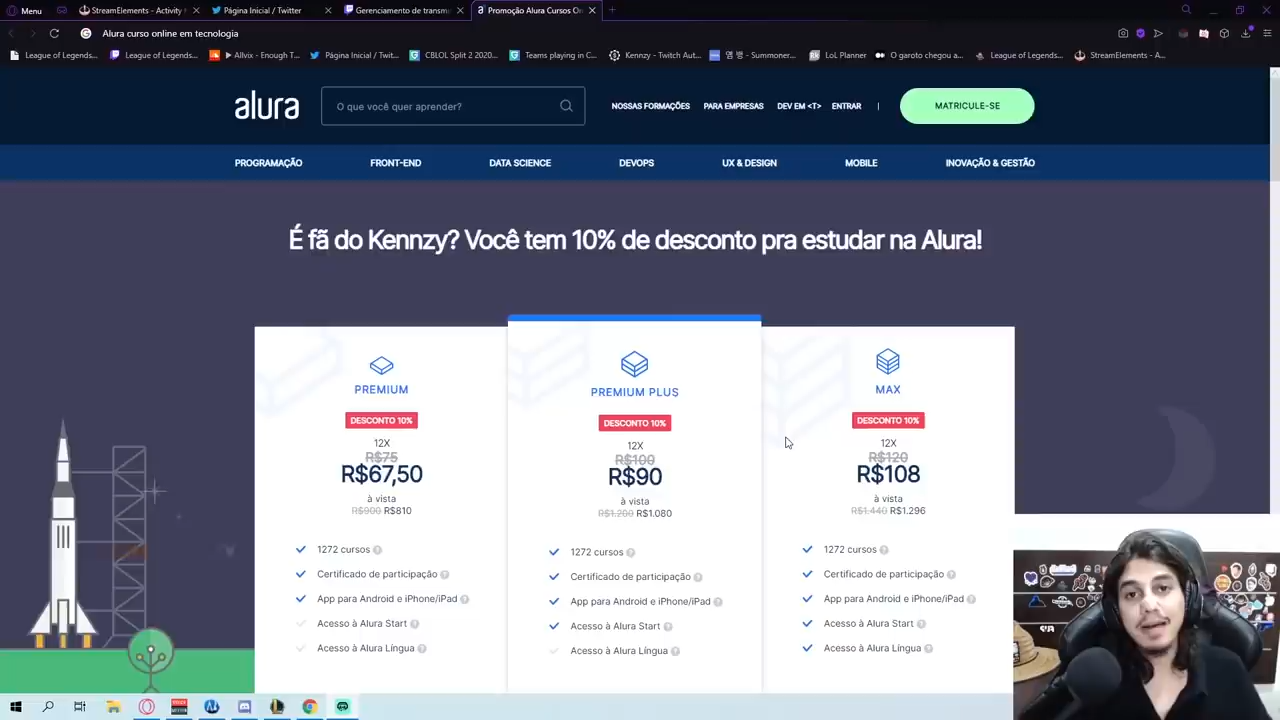 Menu
StreamElements - Activity
Página Inicial / Twitter
Gerenciamento de transm
Promoção Alura Cursos On
Alura curso online em tecnologia
League of Legends...
League of Legends...
Allvix - Enough T...
Página Inicial / Twit...
CBLOL Split 2 2020...
Teams playing in C...
Kennzy - Twitch Aut...
염 병 - Summoner...
LoL Planner
O garoto chegou a...
League of Legends...
StreamElements - A...
alura
O que você quer aprender?
NOSSAS FORMAÇÕES
PARA EMPRESAS
DEV EM <T>
ENTRAR
|
MATRICULE-SE
PROGRAMAÇÃO
FRONT-END
DATA SCIENCE
DEVOPS
UX & DESIGN
MOBILE
INOVAÇÃO & GESTÃO
É fã do Kennzy? Você tem 10% de desconto pra estudar na Alura!
PREMIUM
DESCONTO 10%
12X
R$75
R$67,50
à vista
R$900 R$810
1272 cursos
Certificado de participação
App para Android e iPhone/iPad
Acesso à Alura Start
Acesso à Alura Língua
PREMIUM PLUS
DESCONTO 10%
12X
R$100
R$90
à vista
R$1.200 R$1.080
1272 cursos
Certificado de participação
App para Android e iPhone/iPad
Acesso à Alura Start
Acesso à Alura Língua
MAX
DESCONTO 10%
12X
R$120
R$108
à vista
R$1.440 R$1.296
1272 cursos
Certificado de participação
App para Android e iPhone/iPad
Acesso à Alura Start
Acesso à Alura Língua